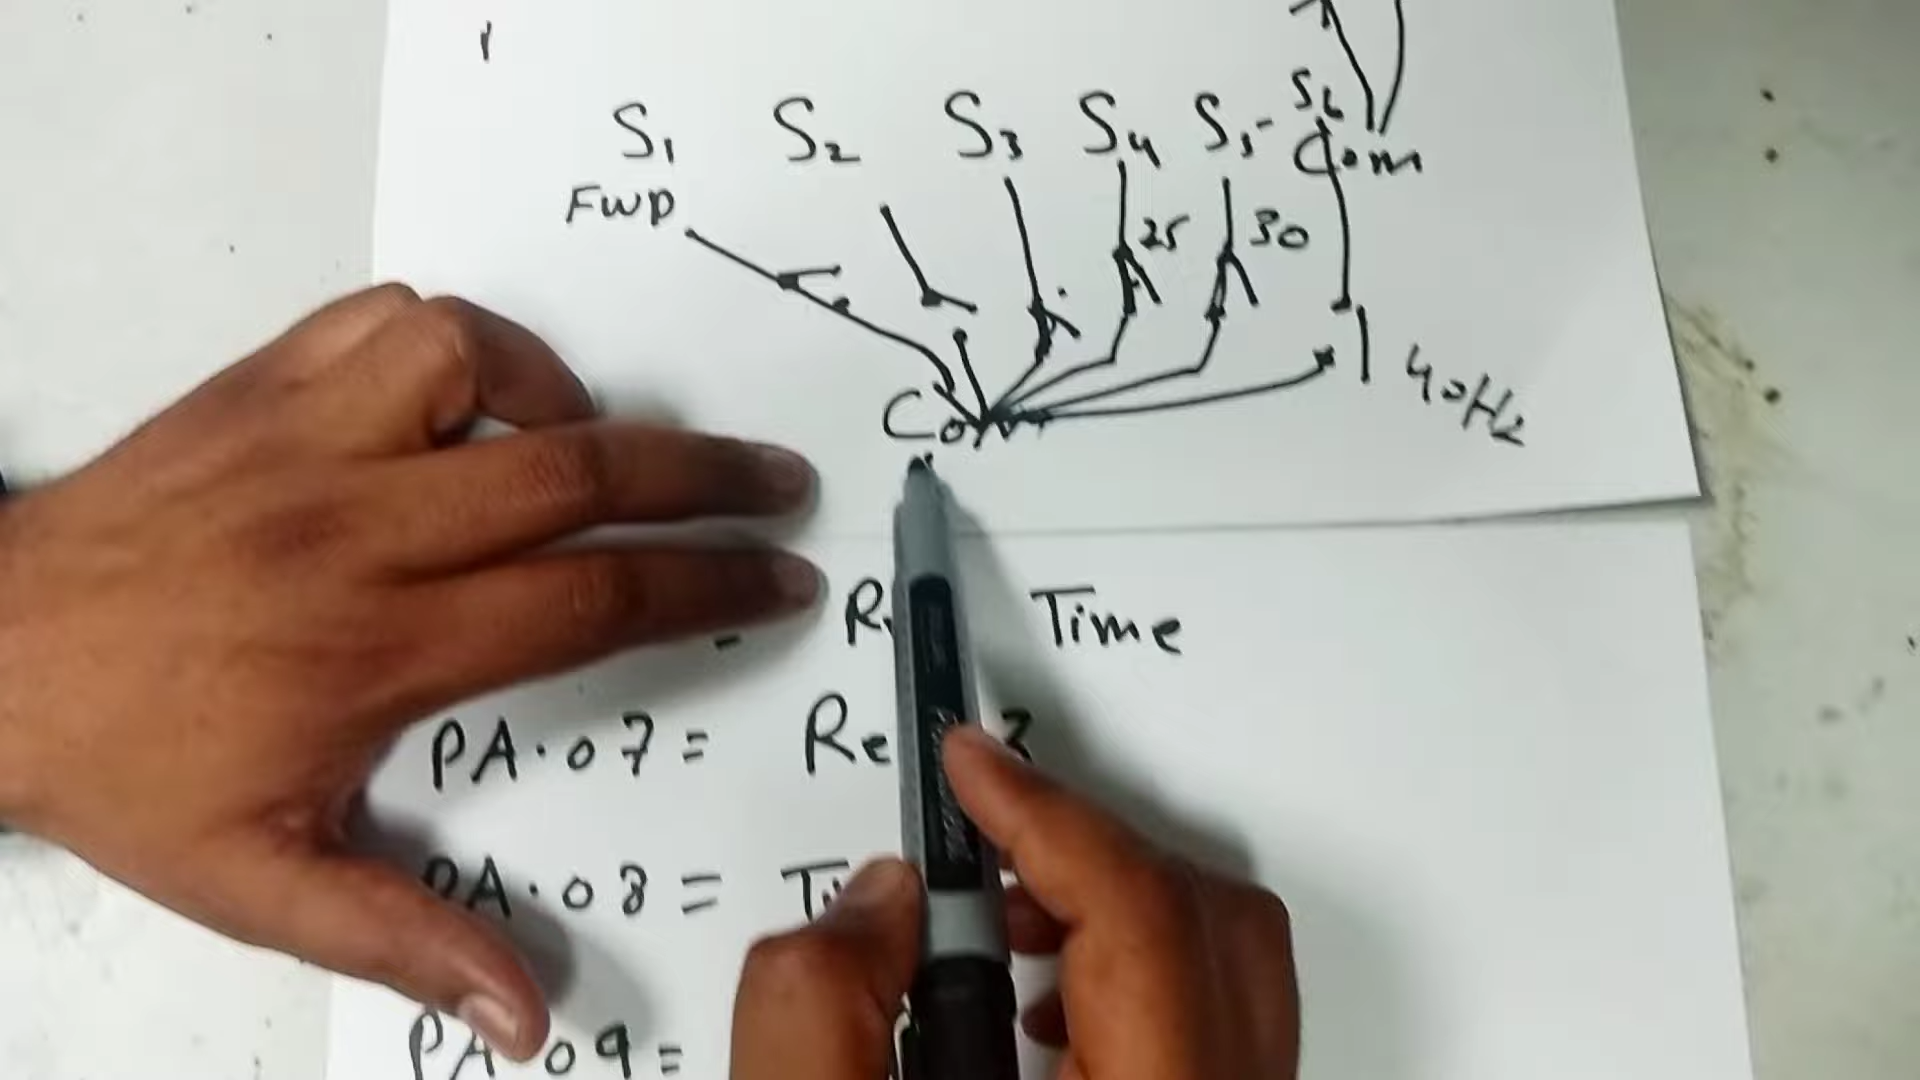 S1 S2 S3 S4 S5 S6
Com
FWD
25 30
40Hz
Com
= Time
PA.07 =
PA.08 =
PA 09 =